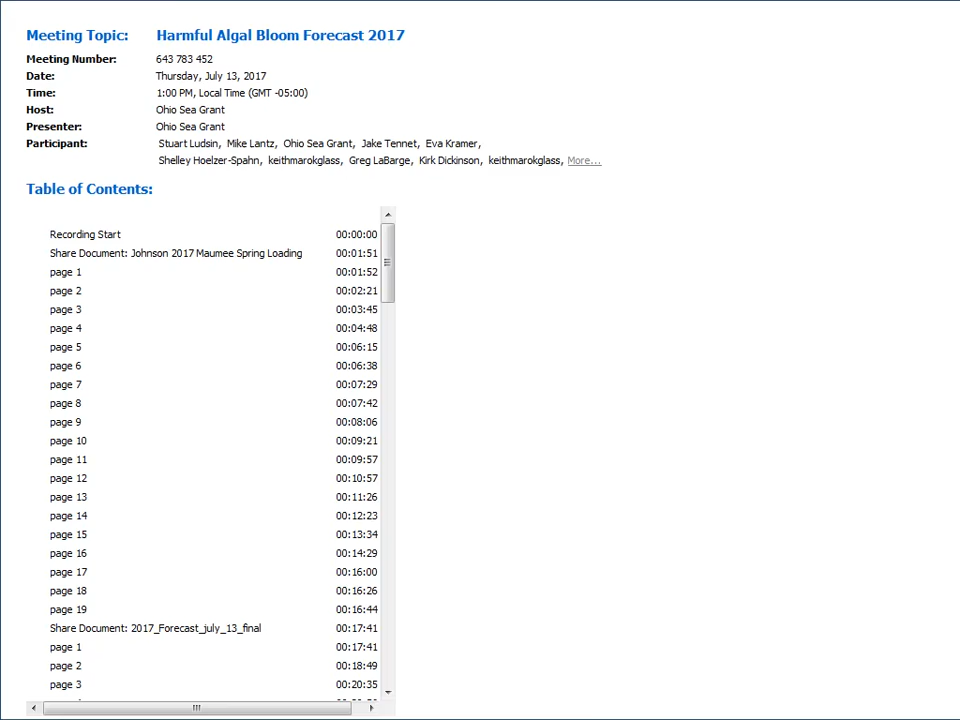 Meeting Topic: Harmful Algal Bloom Forecast 2017
Meeting Number: 643 783 452
Date: Thursday, July 13, 2017
Time: 1:00 PM, Local Time (GMT -05:00)
Host: Ohio Sea Grant
Presenter: Ohio Sea Grant
Participant: Stuart Ludsin, Mike Lantz, Ohio Sea Grant, Jake Tennet, Eva Kramer,
Shelley Hoelzer-Spahn, keithmarokglass, Greg LaBarge, Kirk Dickinson, keithmarokglass, More...
Table of Contents:
Recording Start 00:00:00
Share Document: Johnson 2017 Maumee Spring Loading 00:01:51
page 1 00:01:52
page 2 00:02:21
page 3 00:03:45
page 4 00:04:48
page 5 00:06:15
page 6 00:06:38
page 7 00:07:29
page 8 00:07:42
page 9 00:08:06
page 10 00:09:21
page 11 00:09:57
page 12 00:10:57
page 13 00:11:26
page 14 00:12:23
page 15 00:13:34
page 16 00:14:29
page 17 00:16:00
page 18 00:16:26
page 19 00:16:44
Share Document: 2017_Forecast_july_13_final 00:17:41
page 1 00:17:41
page 2 00:18:49
page 3 00:20:35